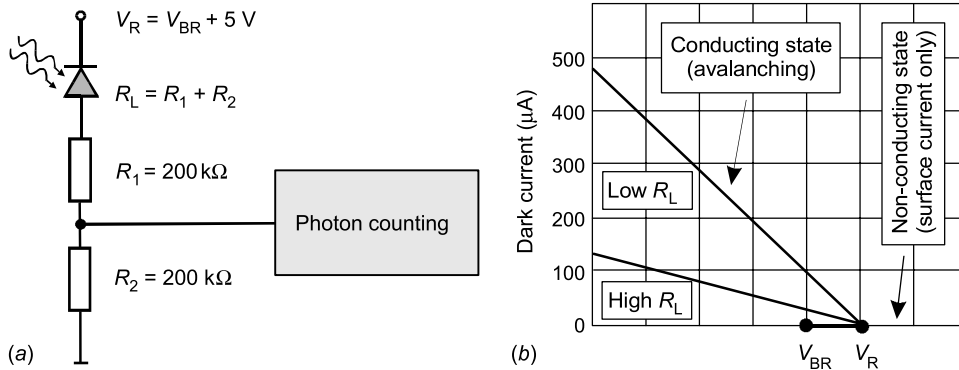 V_R = V_BR + 5 V
R_L = R_1 + R_2
R_1 = 200 kΩ
Photon counting
R_2 = 200 kΩ
(a)
Dark current (μA)
500
400
300
200
100
0
Conducting state
(avalanching)
Non-conducting state
(surface current only)
Low R_L
High R_L
V_BR
V_R
(b)